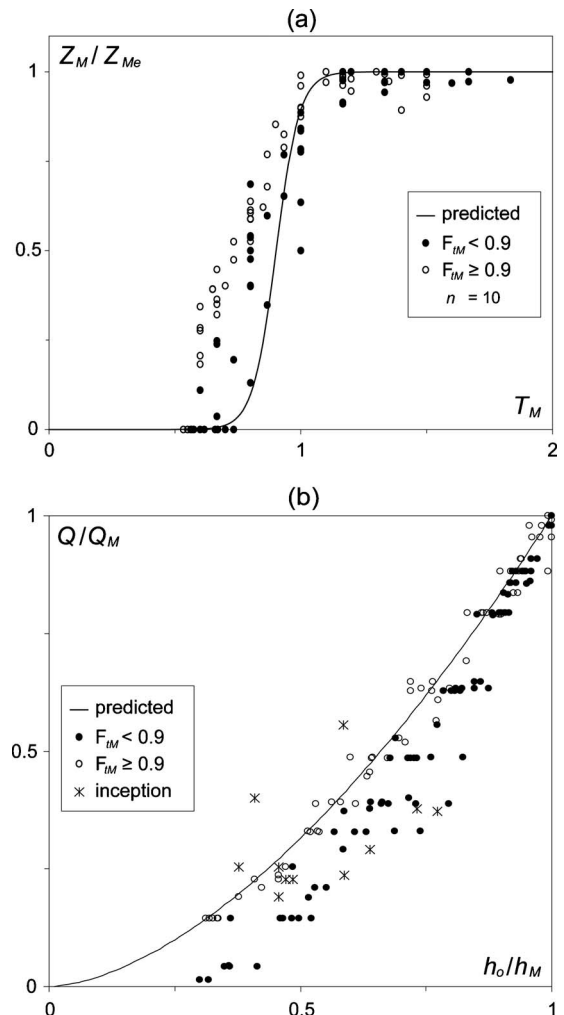 (a)
Z_M / Z_Me
1
predicted
F_tM < 0.9
F_tM ≥ 0.9
n = 10
0.5
T_M
0
0 1 2
(b)
Q/Q_M
1
predicted
F_tM < 0.9
F_tM ≥ 0.9
inception
0.5
h_o/h_M
0
0 0.5 1